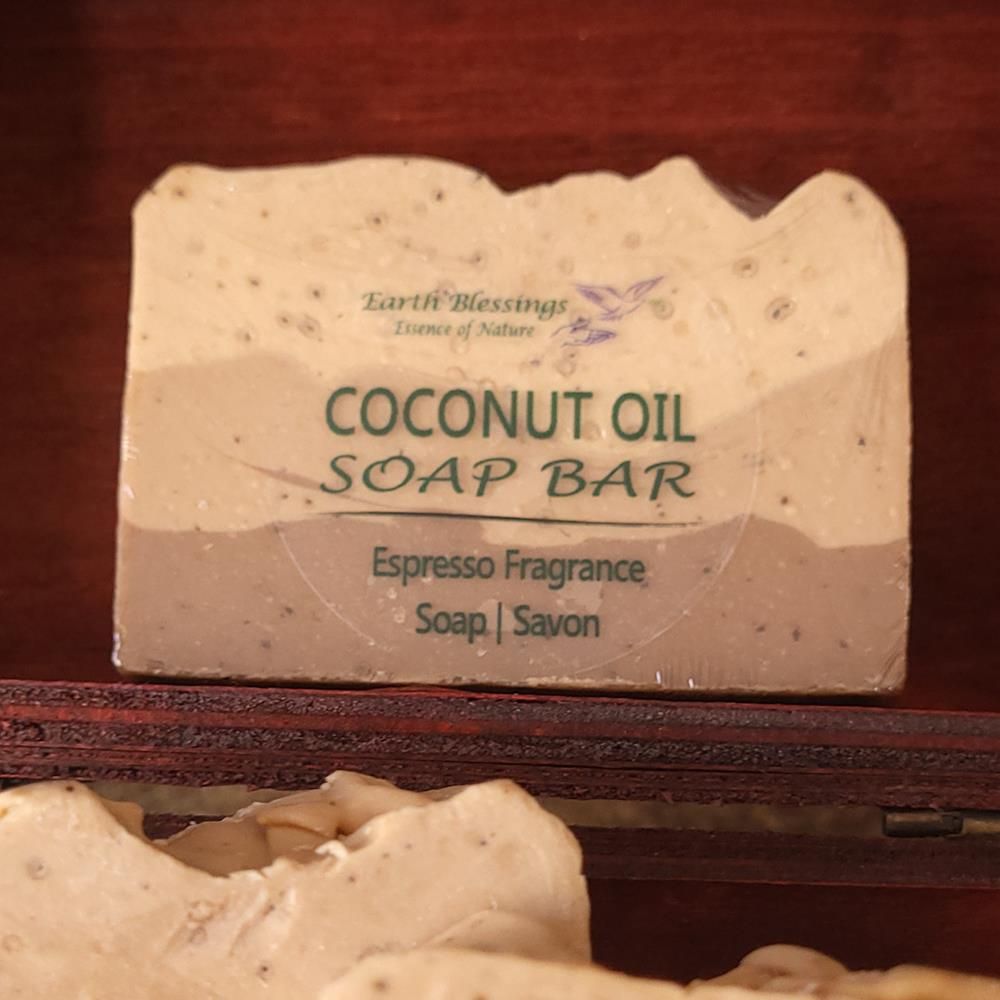 Earth Blessings
Essence of Nature
COCONUT OIL
SOAP BAR
Espresso Fragrance
Soap | Savon